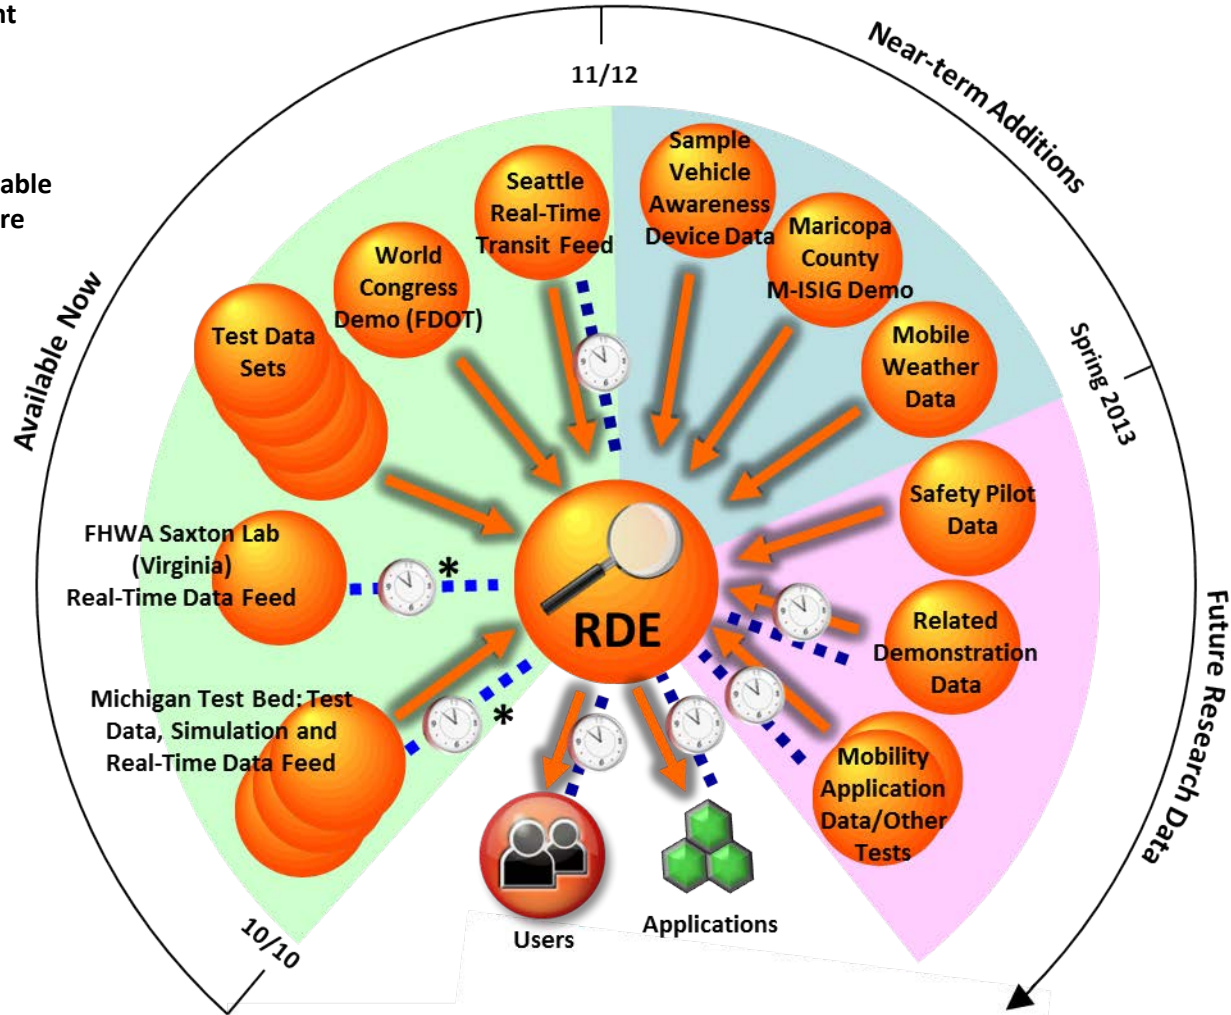 nt
able
re
11/12
Near-term Additions
Spring 2013
Future Research Data
Available Now
10/10
Sample
Vehicle
Awareness
Device Data
Seattle
Real-Time
Transit Feed
Maricopa
County
M-ISIG Demo
World
Congress
Demo (FDOT)
Mobile
Weather
Data
Test Data
Sets
Safety Pilot
Data
FHWA Saxton Lab
(Virginia)
Real-Time Data Feed
*
RDE
Related
Demonstration
Data
Michigan Test Bed: Test
Data, Simulation and
Real-Time Data Feed
*
Mobility
Application
Data/Other
Tests
Users
Applications